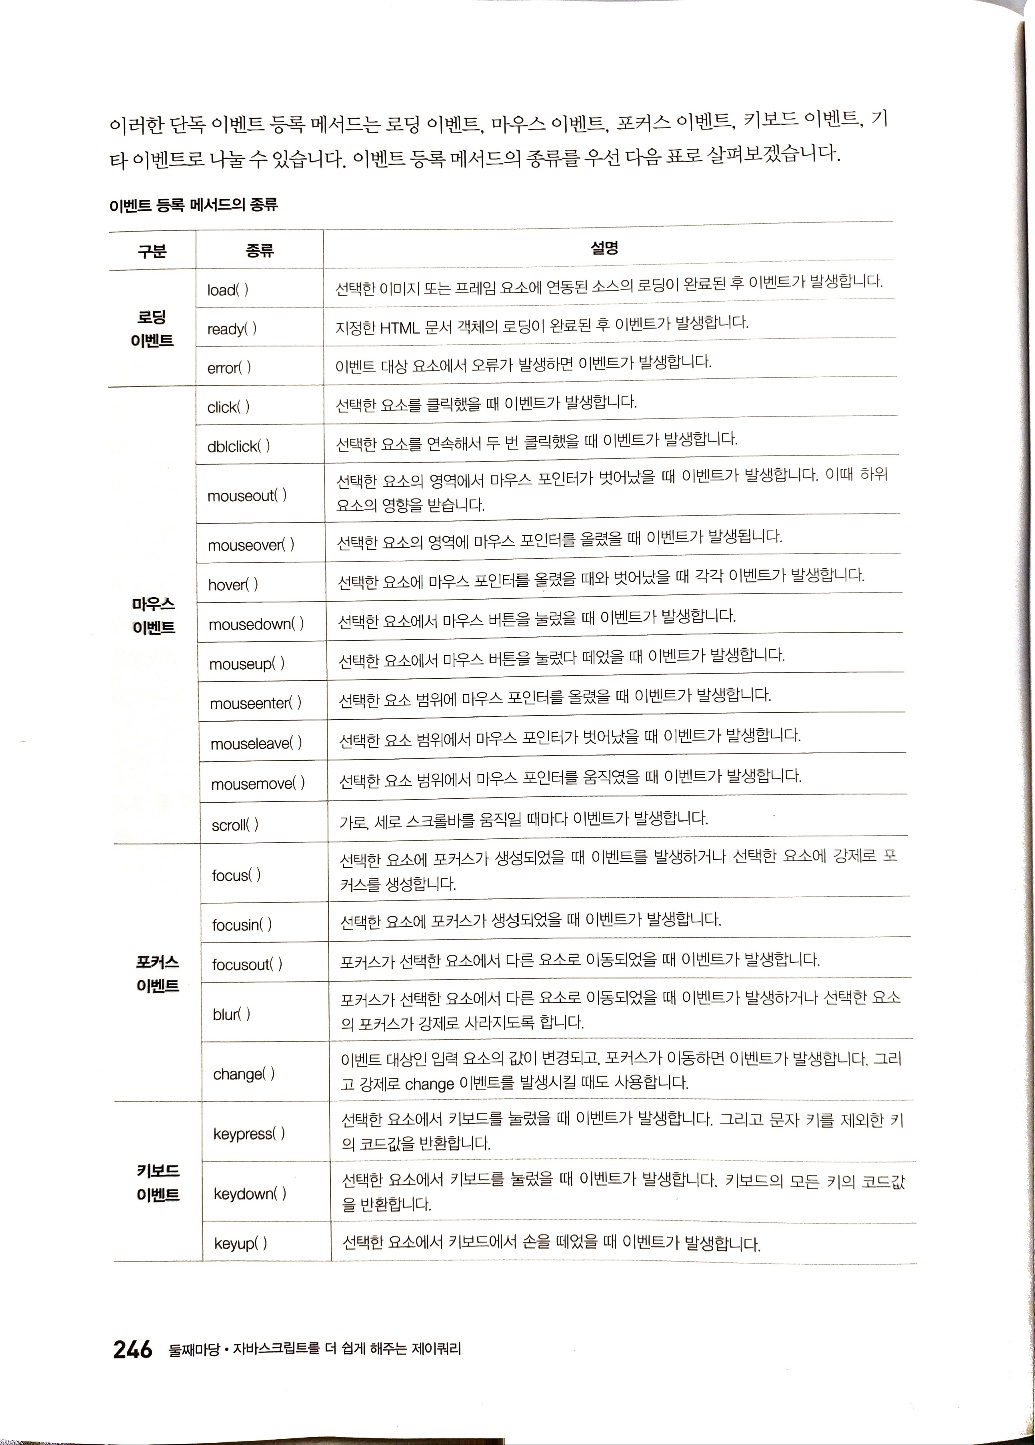 이러한 단독 이벤트 등록 메서드는 로딩 이벤트, 마우스 이벤트, 포커스 이벤트, 키보드 이벤트, 기
타 이벤트로 나눌 수 있습니다. 이벤트 등록 메서드의 종류를 우선 다음 표로 살펴보겠습니다.
이벤트 등록 메서드의 종류
구분 종류 설명
로딩
이벤트
load( ) 선택한 이미지 또는 프레임 요소에 연동된 소스의 로딩이 완료된 후 이벤트가 발생합니다.
ready( ) 지정한 HTML 문서 객체의 로딩이 완료된 후 이벤트가 발생합니다.
error( ) 이벤트 대상 요소에서 오류가 발생하면 이벤트가 발생합니다.
마우스
이벤트
click( ) 선택한 요소를 클릭했을 때 이벤트가 발생합니다.
dblclick( ) 선택한 요소를 연속해서 두 번 클릭했을 때 이벤트가 발생합니다.
mouseout( ) 선택한 요소의 영역에서 마우스 포인터가 벗어났을 때 이벤트가 발생합니다. 이때 하위
요소의 영향을 받습니다.
mouseover( ) 선택한 요소의 영역에 마우스 포인터를 올렸을 때 이벤트가 발생됩니다.
hover( ) 선택한 요소에 마우스 포인터를 올렸을 때와 벗어났을 때 각각 이벤트가 발생합니다.
mousedown( ) 선택한 요소에서 마우스 버튼을 눌렀을 때 이벤트가 발생합니다.
mouseup( ) 선택한 요소에서 마우스 버튼을 눌렀다 떼었을 때 이벤트가 발생합니다.
mouseenter( ) 선택한 요소 범위에 마우스 포인터를 올렸을 때 이벤트가 발생합니다.
mouseleave( ) 선택한 요소 범위에서 마우스 포인터가 벗어났을 때 이벤트가 발생합니다.
mousemove( ) 선택한 요소 범위에서 마우스 포인터를 움직였을 때 이벤트가 발생합니다.
scroll( ) 가로, 세로 스크롤바를 움직일 때마다 이벤트가 발생합니다.
포커스
이벤트
focus( ) 선택한 요소에 포커스가 생성되었을 때 이벤트를 발생하거나 선택한 요소에 강제로 포
커스를 생성합니다.
focusin( ) 선택한 요소에 포커스가 생성되었을 때 이벤트가 발생합니다.
focusout( ) 포커스가 선택한 요소에서 다른 요소로 이동되었을 때 이벤트가 발생합니다.
blur( ) 포커스가 선택한 요소에서 다른 요소로 이동되었을 때 이벤트가 발생하거나 선택한 요소
의 포커스가 강제로 사라지도록 합니다.
change( ) 이벤트 대상인 입력 요소의 값이 변경되고, 포커스가 이동하면 이벤트가 발생합니다. 그리
고 강제로 change 이벤트를 발생시킬 때도 사용합니다.
키보드
이벤트
keypress( ) 선택한 요소에서 키보드를 눌렀을 때 이벤트가 발생합니다. 그리고 문자 키를 제외한 키
의 코드값을 반환합니다.
keydown( ) 선택한 요소에서 키보드를 눌렀을 때 이벤트가 발생합니다. 키보드의 모든 키의 코드값
을 반환합니다.
keyup( ) 선택한 요소에서 키보드에서 손을 떼었을 때 이벤트가 발생합니다.
246 둘째마당 • 자바스크립트를 더 쉽게 해주는 제이쿼리